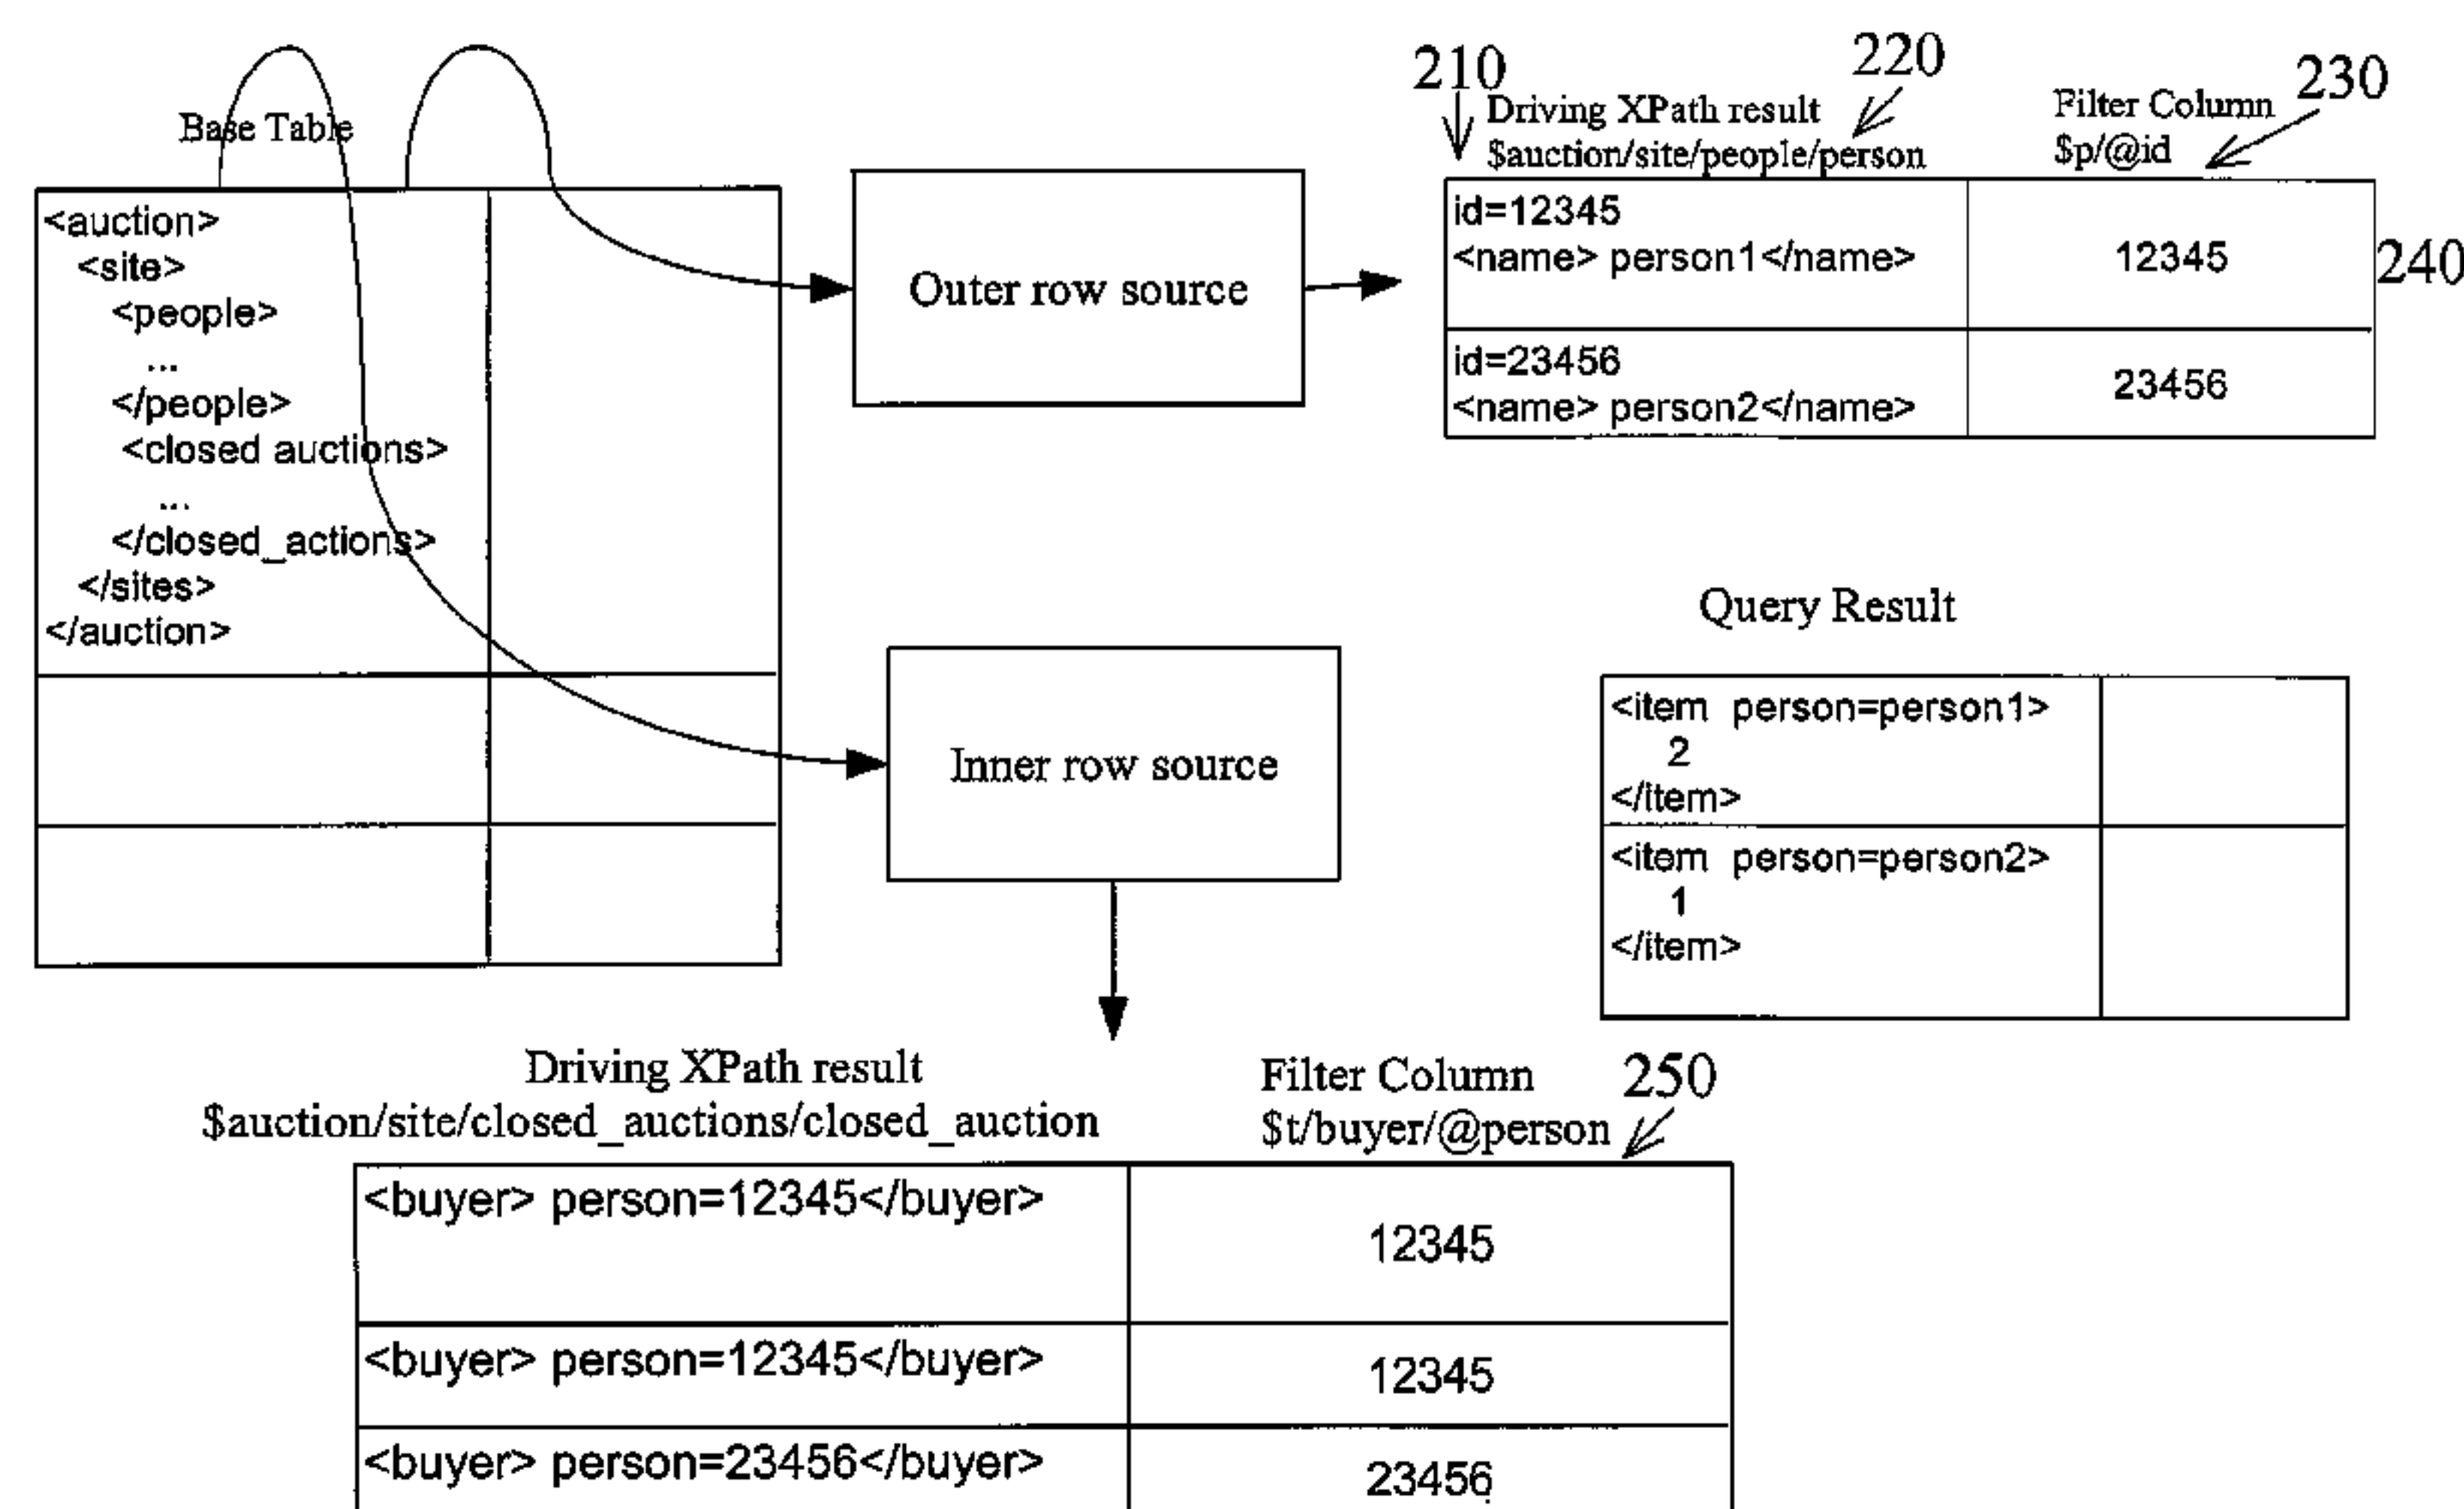 Base Table
<auction>
<site>
<people>
...
</people>
<closed auctions>
...
</closed_actions>
</sites>
</auction>
Outer row source
210
220
230
Driving XPath result
$auction/site/people/person
Filter Column
$p/@id
id=12345
<name> person1</name>
12345
240
id=23456
<name> person2</name>
23456
Inner row source
Query Result
<item person=person1>
2
</item>
<item person=person2>
1
</item>
Driving XPath result
$auction/site/closed_auctions/closed_auction
Filter Column
$t/buyer/@person
250
<buyer> person=12345</buyer>
12345
<buyer> person=12345</buyer>
12345
<buyer> person=23456</buyer>
23456